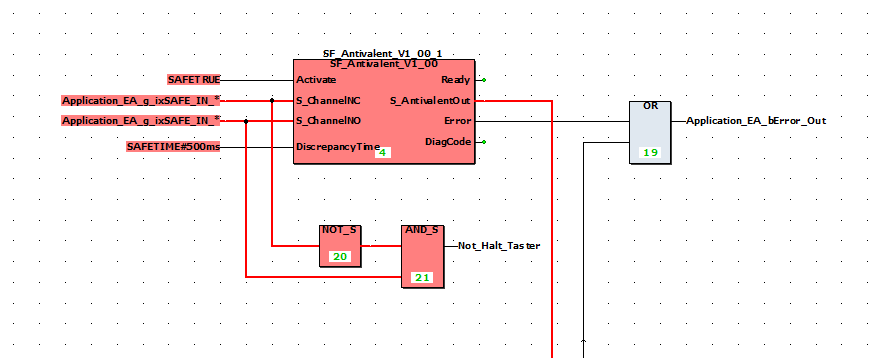 SF_Antivalent_V1_00_1
SF_Antivalent_V1_00
SAFETRUE Activate Ready
Application_EA_g_ixSAFE_IN_* S_ChannelNC S_AntivalentOut
Application_EA_g_ixSAFE_IN_* S_ChannelNO Error
SAFETIME#500ms DiscrepancyTime DiagCode
4
OR
Application_EA_bError_Out
19
NOT_S
20
AND_S
Not_Halt_Taster
21